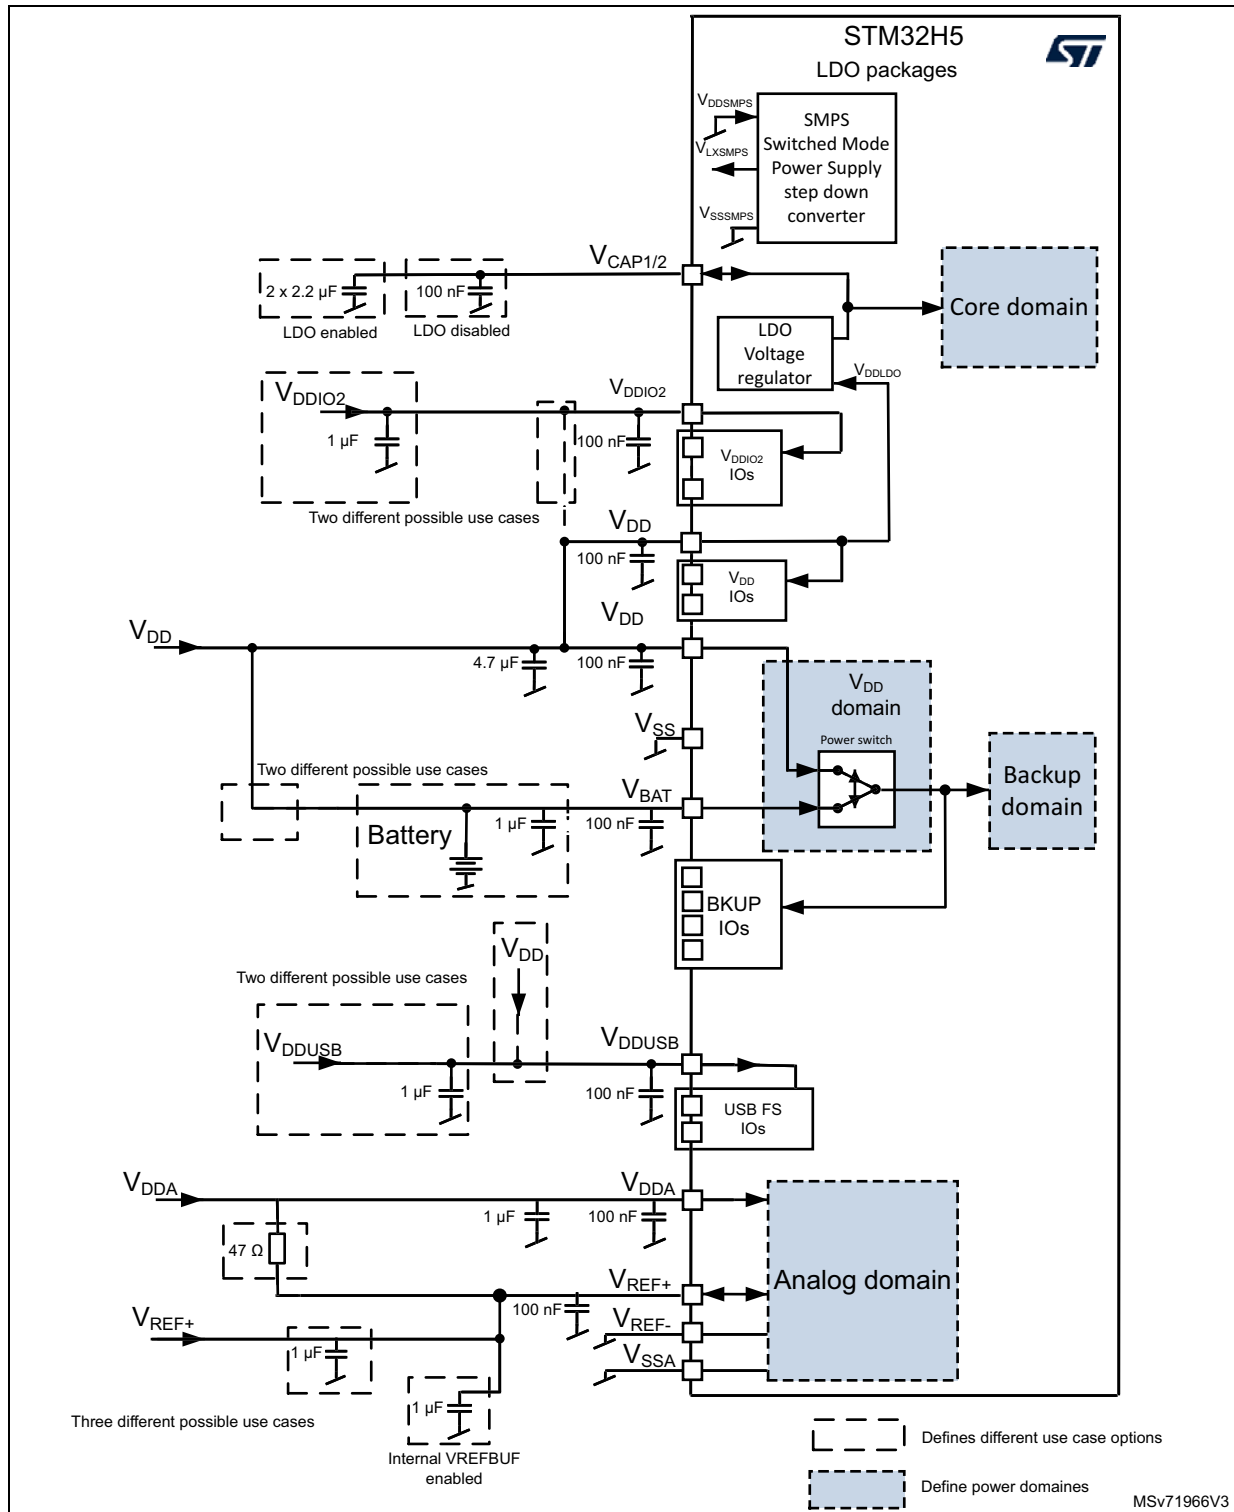 STM32H5
LDO packages
ST
VDDSMPS
VLXSMPS
VSSSMPS
SMPS
Switched Mode
Power Supply
step down
converter
VCAP1/2
2 x 2.2 µF
100 nF
LDO enabled
LDO disabled
Core domain
LDO
Voltage
regulator
VDDLDO
VDDIO2
1 µF
VDDIO2
100 nF
VDDIO2
IOs
Two different possible use cases
VDD
100 nF
VDD
IOs
VDD
VDD
4.7 µF
100 nF
VSS
VDD
domain
Power switch
Backup
domain
Two different possible use cases
Battery
1 µF
VBAT
100 nF
BKUP
IOs
VDD
Two different possible use cases
VDDUSB
1 µF
VDDUSB
100 nF
USB FS
IOs
VDDA
VDDA
1 µF
100 nF
47 Ω
Analog domain
VREF+
100 nF
VREF+
1 µF
VREF-
VSSA
1 µF
Three different possible use cases
Internal VREFBUF
enabled
Defines different use case options
Define power domaines
MSv71966V3